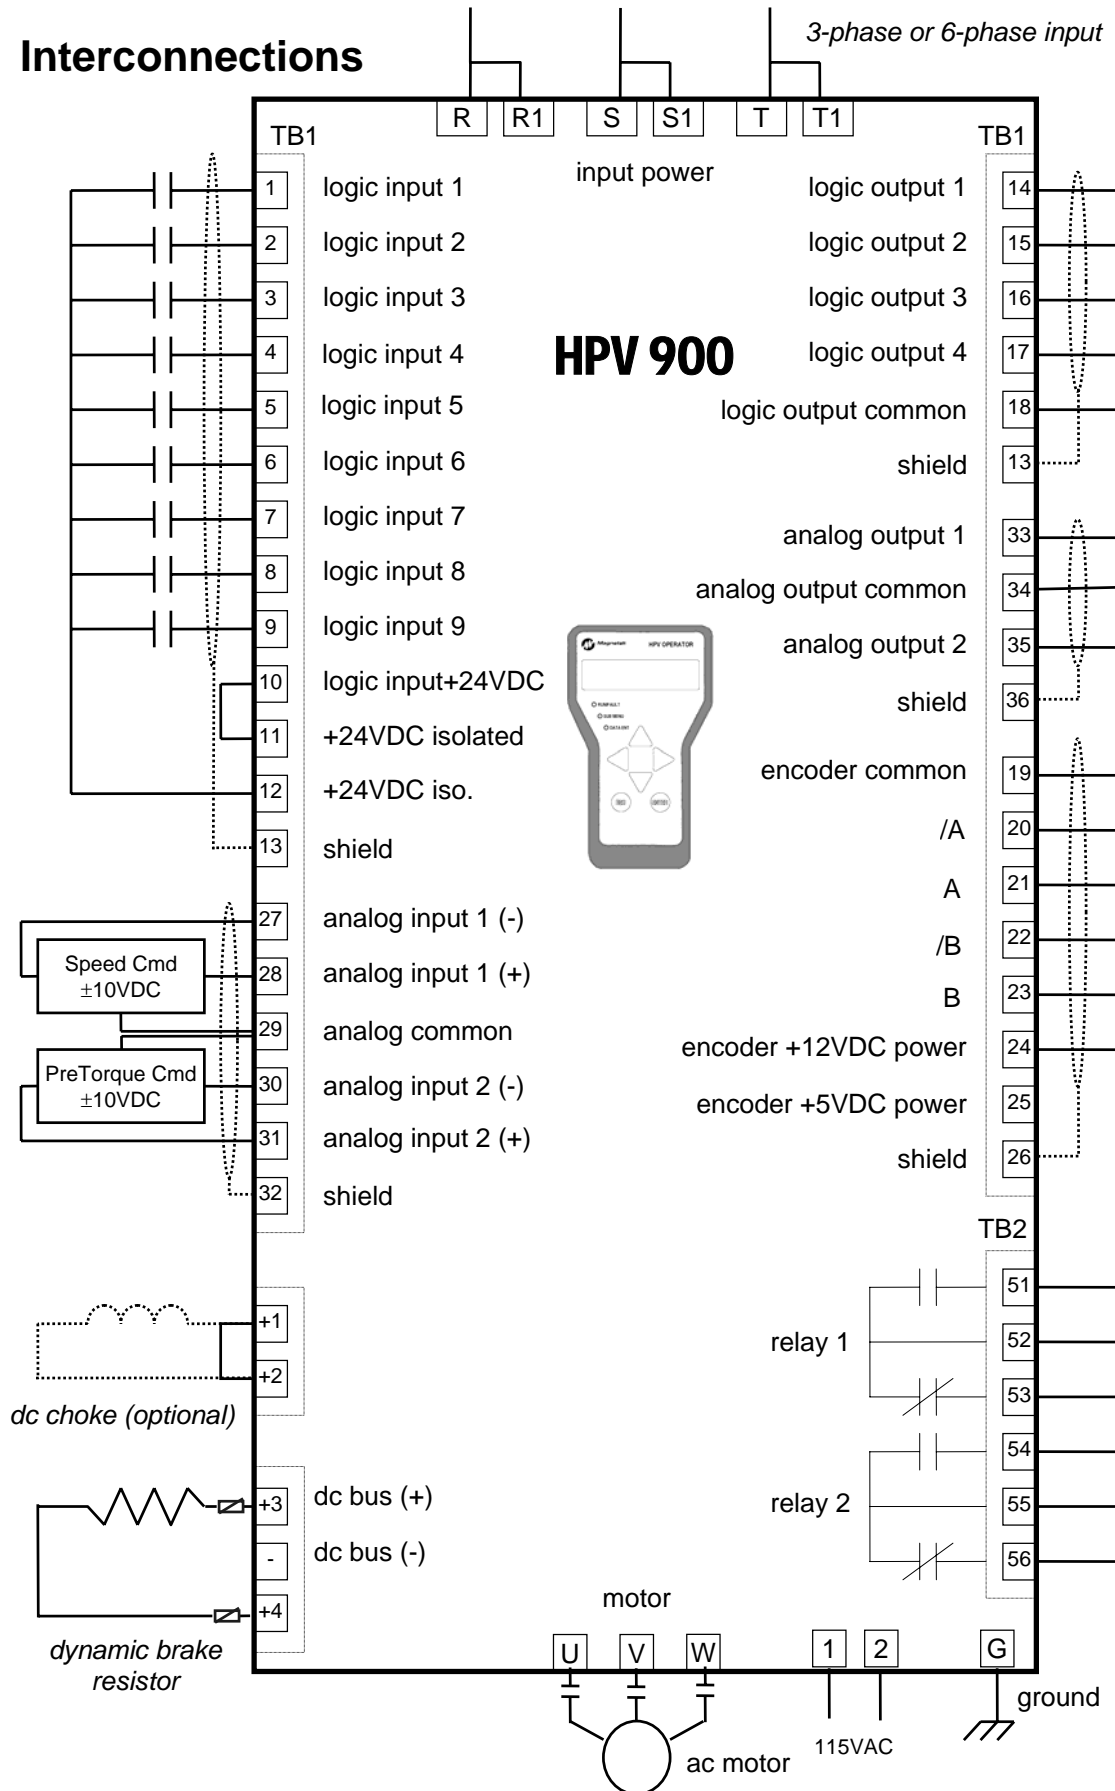 Interconnections
3-phase or 6-phase input
R R1 S S1 T T1
input power
TB1
1 logic input 1
2 logic input 2
3 logic input 3
4 logic input 4
5 logic input 5
6 logic input 6
7 logic input 7
8 logic input 8
9 logic input 9
10 logic input+24VDC
11 +24VDC isolated
12 +24VDC iso.
13 shield
27 analog input 1 (-)
28 analog input 1 (+)
29 analog common
30 analog input 2 (-)
31 analog input 2 (+)
32 shield
Speed Cmd
±10VDC
PreTorque Cmd
±10VDC
+1
+2
dc choke (optional)
+3 dc bus (+)
- dc bus (-)
+4
dynamic brake
resistor
HPV 900
Magnetek HPV OPERATOR
RUN/FAULT
SUB MENU
DATA ENT
TB1
logic output 1 14
logic output 2 15
logic output 3 16
logic output 4 17
logic output common 18
shield 13
analog output 1 33
analog output common 34
analog output 2 35
shield 36
encoder common 19
/A 20
A 21
/B 22
B 23
encoder +12VDC power 24
encoder +5VDC power 25
shield 26
TB2
51
relay 1 52
53
54
relay 2 55
56
motor
U V W
1 2 G
ground
115VAC
ac motor